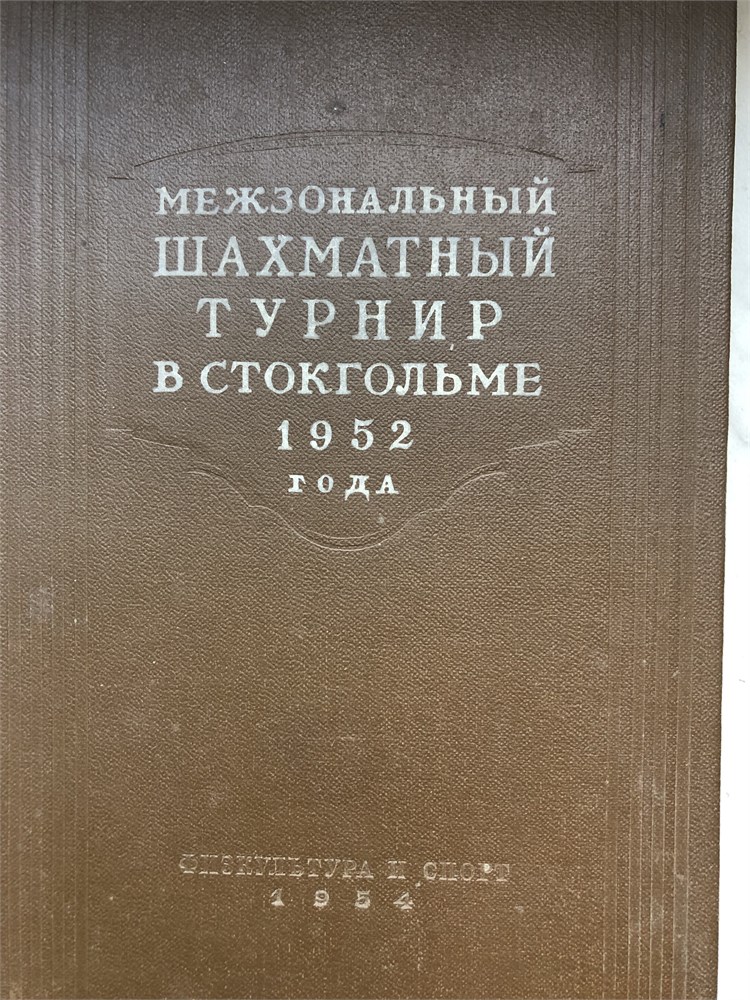 МЕЖЗОНАЛЬНЫЙ
ШАХМАТНЫЙ
ТУРНИР
В СТОКГОЛЬМЕ
1952
ГОДА
ФИЗКУЛЬТУРА И СПОРТ
1954